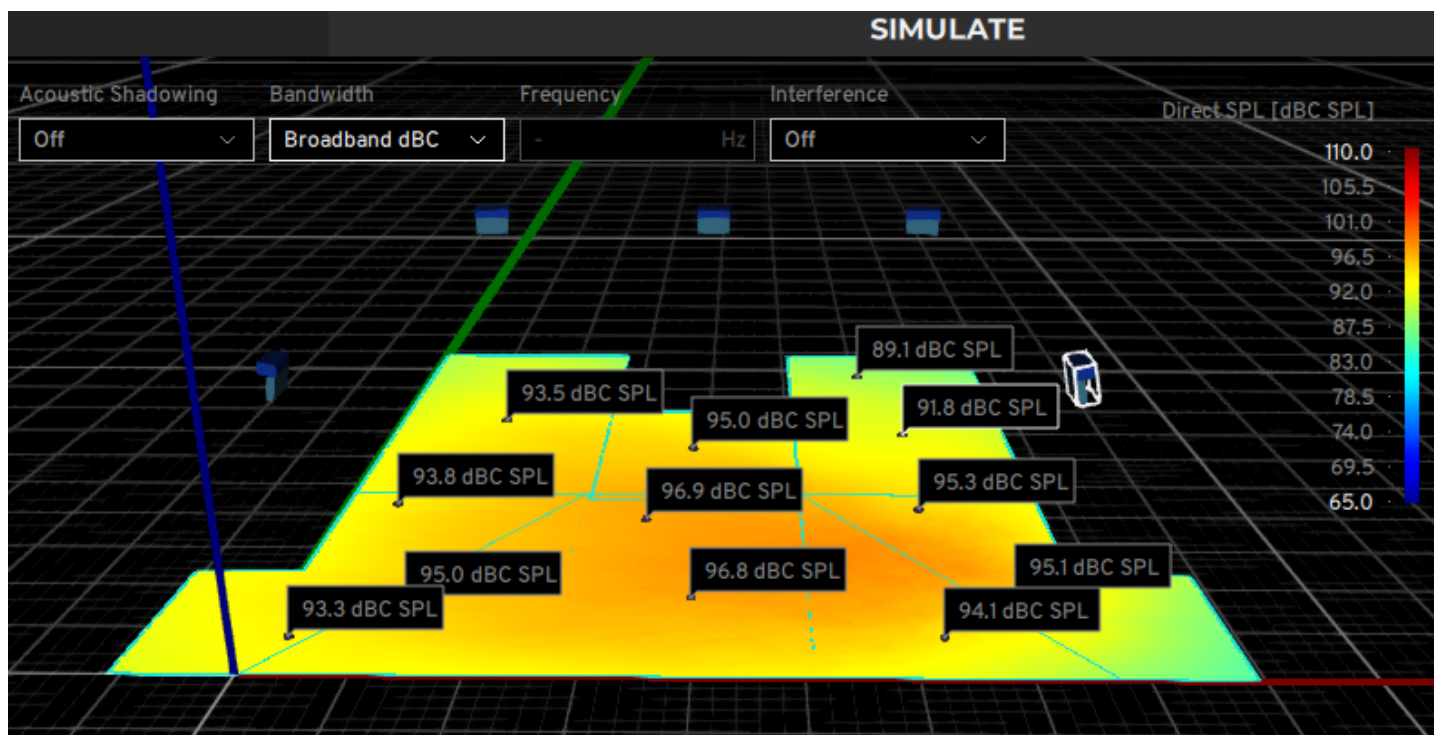 SIMULATE
Acoustic Shadowing
Bandwidth
Frequency
Interference
Off
Broadband dBC
- Hz
Off
Direct SPL [dBC SPL]
110.0
105.5
101.0
96.5
92.0
87.5
83.0
78.5
74.0
69.5
65.0
89.1 dBC SPL
93.5 dBC SPL
95.0 dBC SPL
91.8 dBC SPL
93.8 dBC SPL
96.9 dBC SPL
95.3 dBC SPL
95.0 dBC SPL
96.8 dBC SPL
95.1 dBC SPL
93.3 dBC SPL
94.1 dBC SPL